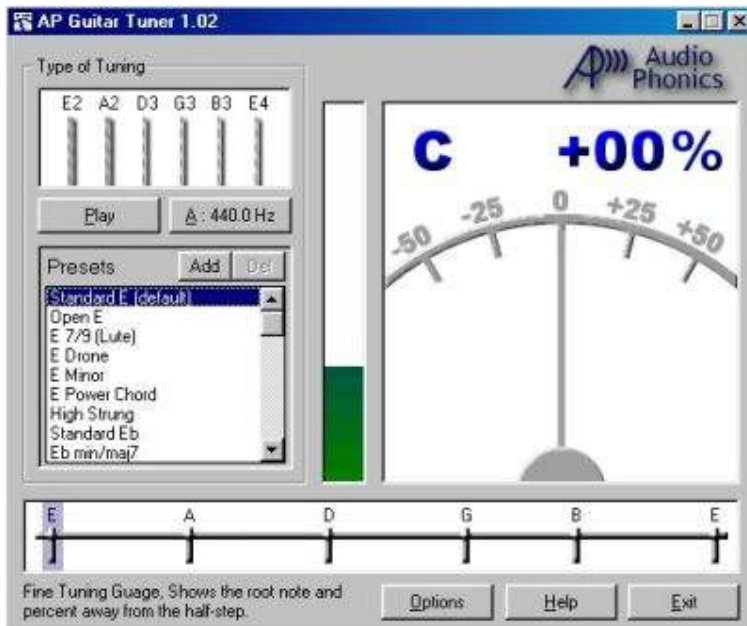 AP Guitar Tuner 1.02
Type of Tuning
E2 A2 D3 G3 B3 E4
Play
A : 440.0 Hz
Presets
Add
Del
Standard E (default)
Open E
E 7/9 (Lute)
E Drone
E Minor
E Power Chord
High Strung
Standard Eb
Eb min/maj7
AP))) Audio
Phonics
C +00%
-50 -25 0 +25 +50
E A D G B E
Fine Tuning Guage, Shows the root note and
percent away from the half-step.
Options
Help
Exit